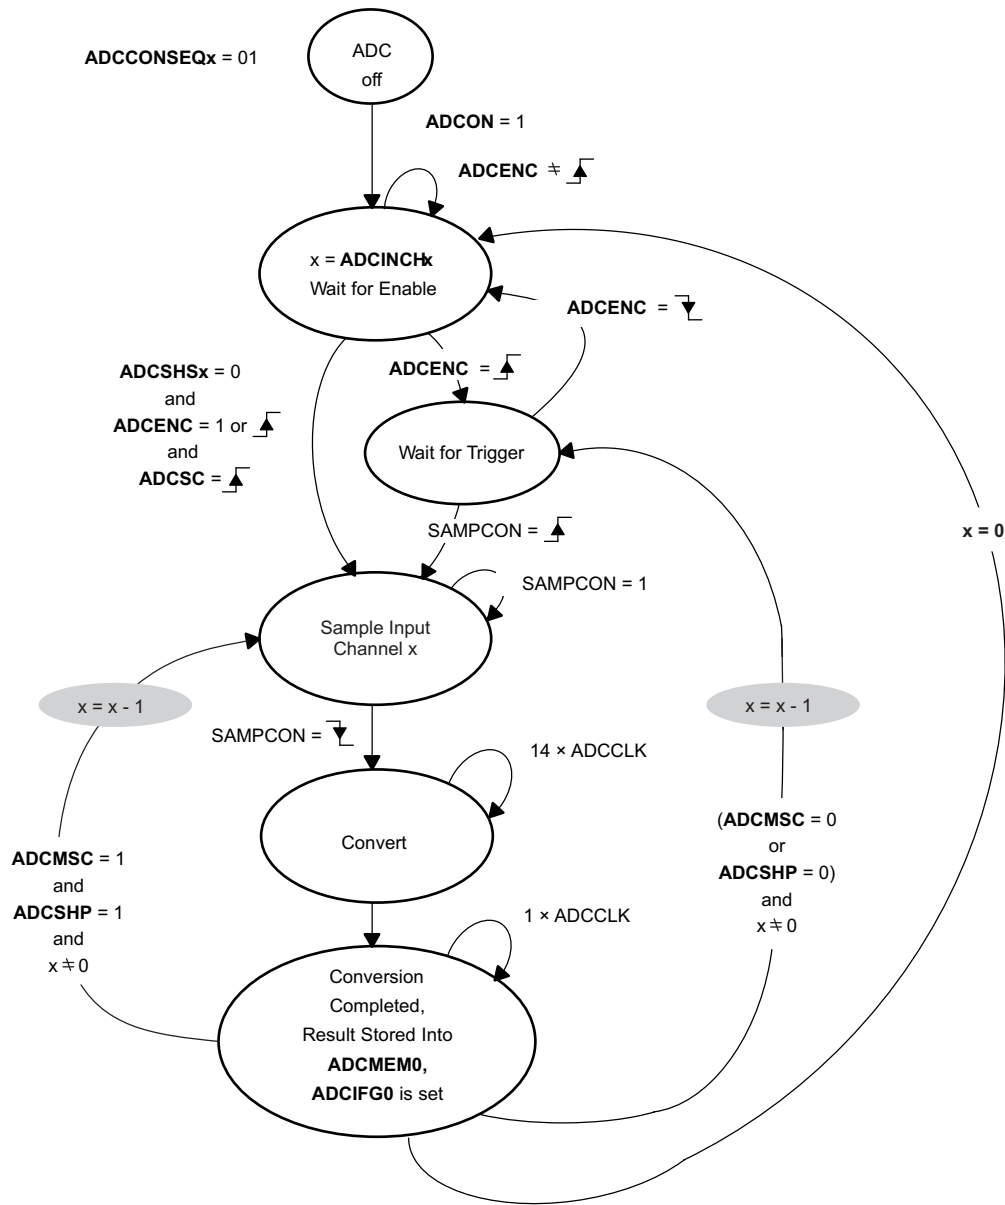 ADCCONSEQx = 01
ADC
off
ADCON = 1
ADCENC ≠
x = ADCINCHx
Wait for Enable
ADCENC =
ADCSHSx = 0
and
ADCENC = 1 or
and
ADCSC =
ADCENC =
Wait for Trigger
SAMPCON =
x = 0
SAMPCON = 1
Sample Input
Channel x
x = x - 1
x = x - 1
SAMPCON =
14 × ADCCLK
Convert
(ADCMSC = 0
or
ADCSHP = 0)
and
x ≠ 0
ADCMSC = 1
and
ADCSHP = 1
and
x ≠ 0
1 × ADCCLK
Conversion
Completed,
Result Stored Into
ADCMEM0,
ADCIFG0 is set